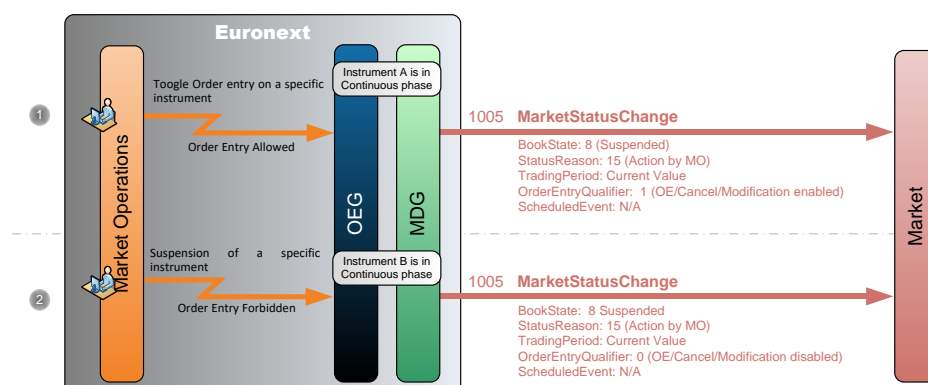 Euronext
Instrument A is in
Continuous phase
Toogle Order entry on a specific
instrument
1
Order Entry Allowed
1005 MarketStatusChange
BookState: 8 (Suspended)
StatusReason: 15 (Action by MO)
TradingPeriod: Current Value
OrderEntryQualifier: 1 (OE/Cancel/Modification enabled)
ScheduledEvent: N/A
Market Operations
OEG
MDG
Market
Suspension of a specific
instrument
Instrument B is in
Continuous phase
2
Order Entry Forbidden
1005 MarketStatusChange
BookState: 8 Suspended
StatusReason: 15 (Action by MO)
TradingPeriod: Current Value
OrderEntryQualifier: 0 (OE/Cancel/Modification disabled)
ScheduledEvent: N/A